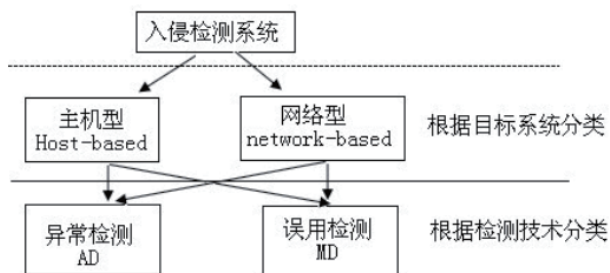 入侵检测系统
主机型
Host-based
网络型
network-based
根据目标系统分类
异常检测
AD
误用检测
MD
根据检测技术分类